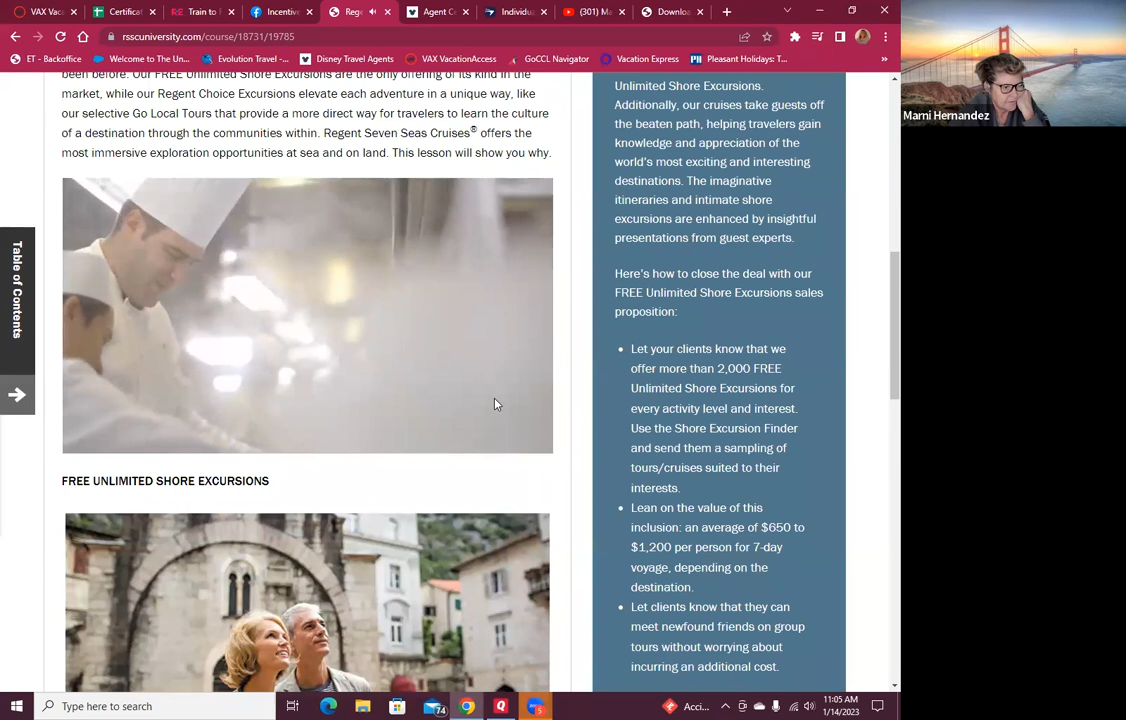 VAX Vaca
Certificat
Train to P
Incentive
Rege
Agent Ce
Individua
(301) Ma
Downloa
rsscuniversity.com/course/18731/19785
ET - Backoffice
Welcome to The Un...
Evolution Travel -...
Disney Travel Agents
VAX VacationAccess
GoCCL Navigator
Vacation Express
Pleasant Holidays: T...
been before. Our FREE Unlimited Shore Excursions are the only offering of its kind in the
market, while our Regent Choice Excursions elevate each adventure in a unique way, like
our selective Go Local Tours that provide a more direct way for travelers to learn the culture
of a destination through the communities within. Regent Seven Seas Cruises® offers the
most immersive exploration opportunities at sea and on land. This lesson will show you why.
Table of Contents
FREE UNLIMITED SHORE EXCURSIONS
Unlimited Shore Excursions.
Additionally, our cruises take guests off
the beaten path, helping travelers gain
knowledge and appreciation of the
world's most exciting and interesting
destinations. The imaginative
itineraries and intimate shore
excursions are enhanced by insightful
presentations from guest experts.
Here's how to close the deal with our
FREE Unlimited Shore Excursions sales
proposition:
• Let your clients know that we
offer more than 2,000 FREE
Unlimited Shore Excursions for
every activity level and interest.
Use the Shore Excursion Finder
and send them a sampling of
tours/cruises suited to their
interests.
• Lean on the value of this
inclusion: an average of $650 to
$1,200 per person for 7-day
voyage, depending on the
destination.
• Let clients know that they can
meet newfound friends on group
tours without worrying about
incurring an additional cost.
Marni Hernandez
Type here to search
74
5
Acci...
11:05 AM
1/14/2023